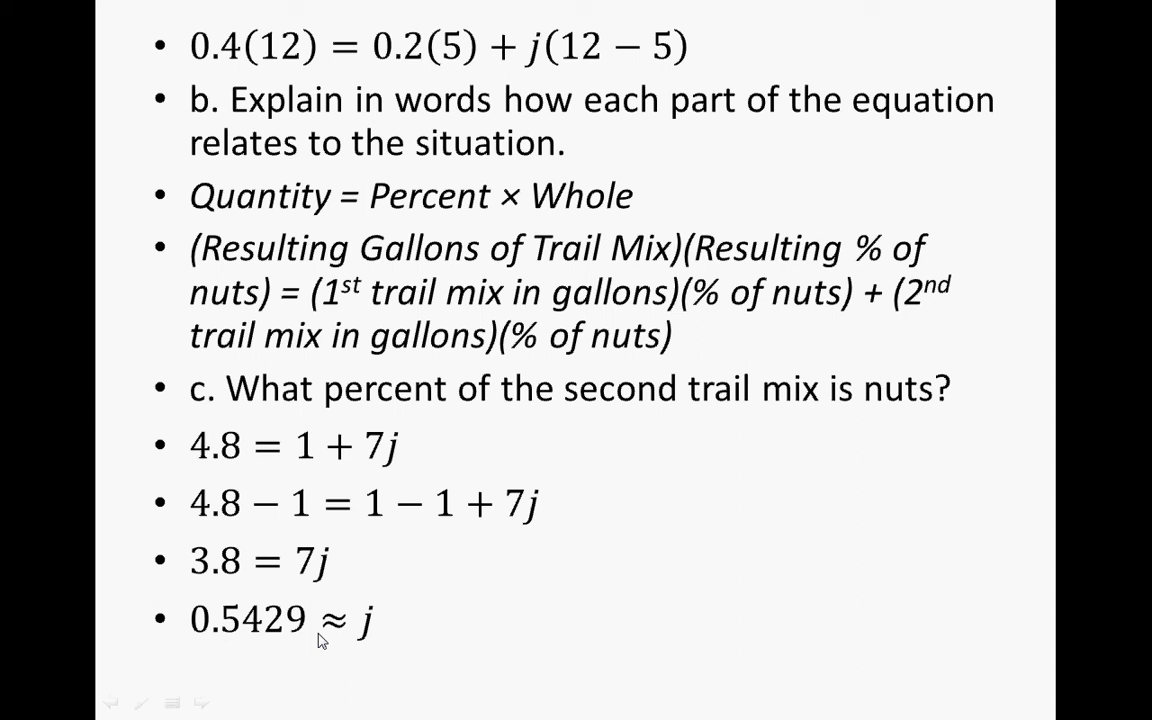 • 0.4(12) = 0.2(5) + j(12 − 5)
• b. Explain in words how each part of the equation
relates to the situation.
• Quantity = Percent × Whole
• (Resulting Gallons of Trail Mix)(Resulting % of
nuts) = (1st trail mix in gallons)(% of nuts) + (2nd
trail mix in gallons)(% of nuts)
• c. What percent of the second trail mix is nuts?
• 4.8 = 1 + 7j
• 4.8 − 1 = 1 − 1 + 7j
• 3.8 = 7j
• 0.5429 ≈ j